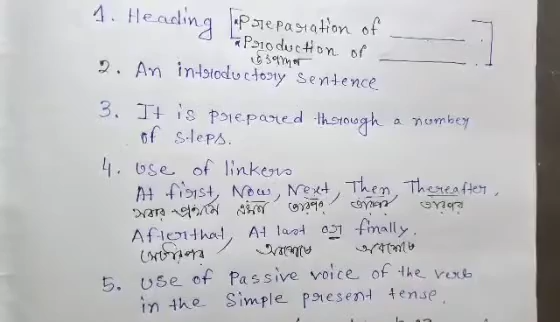 1. Heading [*Preparation of ______
*Production of ______.]
উৎপাদন
2. An introductory sentence
3. It is prepared through a number
of steps.
4. Use of linkers
At first, Now, Next, Then, Thereafter,
সবার প্রথমে এখন তারপর তারপর তারপর
After that, At last or finally.
সেটারপর অবশেষে অবশেষে
5. Use of Passive voice of the verb
in the Simple present tense.